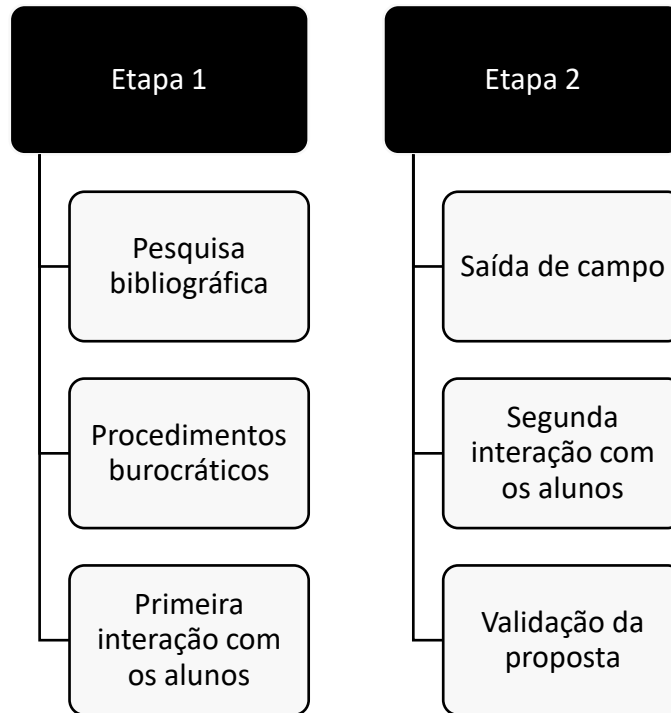 Etapa 1
Pesquisa
bibliográfica
Procedimentos
burocráticos
Primeira
interação com
os alunos
Etapa 2
Saída de campo
Segunda
interação com
os alunos
Validação da
proposta